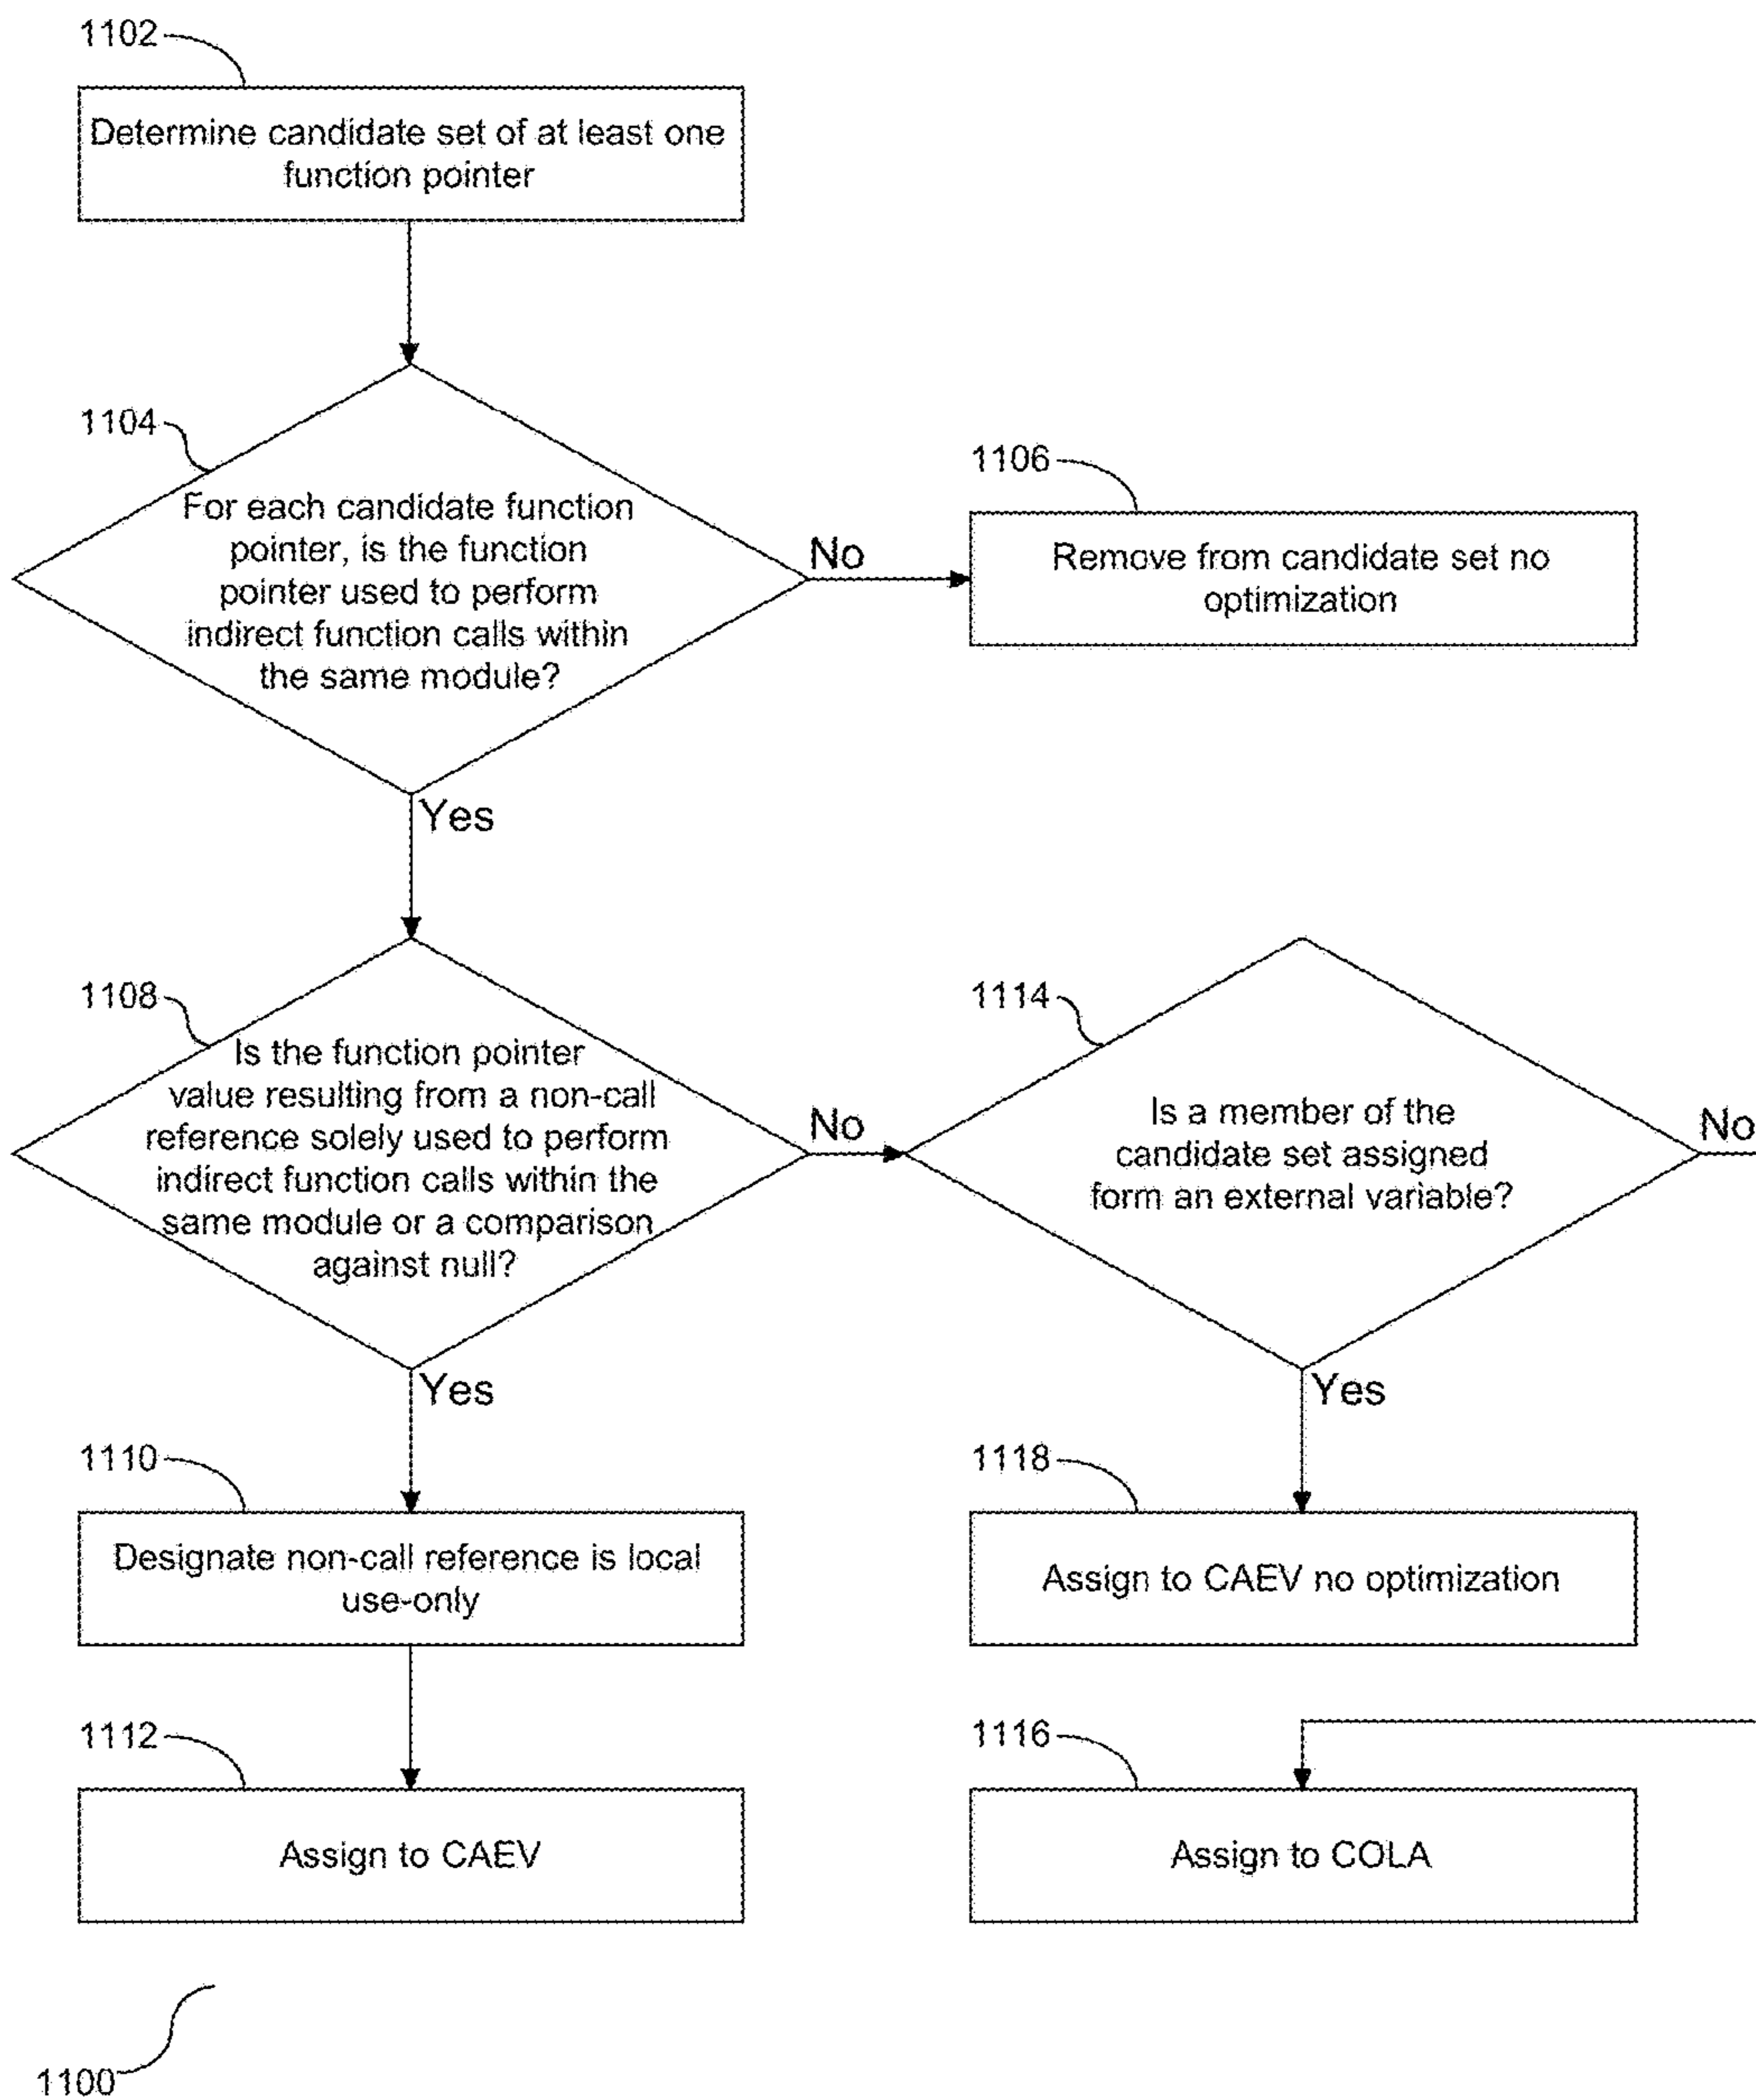 1102
Determine candidate set of at least one
function pointer
1104
For each candidate function
pointer, is the function
pointer used to perform
indirect function calls within
the same module?
No
1106
Remove from candidate set no
optimization
Yes
1108
Is the function pointer
value resulting from a non-call
reference solely used to perform
indirect function calls within the
same module or a comparison
against null?
No
1114
Is a member of the
candidate set assigned
form an external variable?
No
Yes
Yes
1110
Designate non-call reference is local
use-only
1118
Assign to CAEV no optimization
1112
Assign to CAEV
1116
Assign to COLA
1100